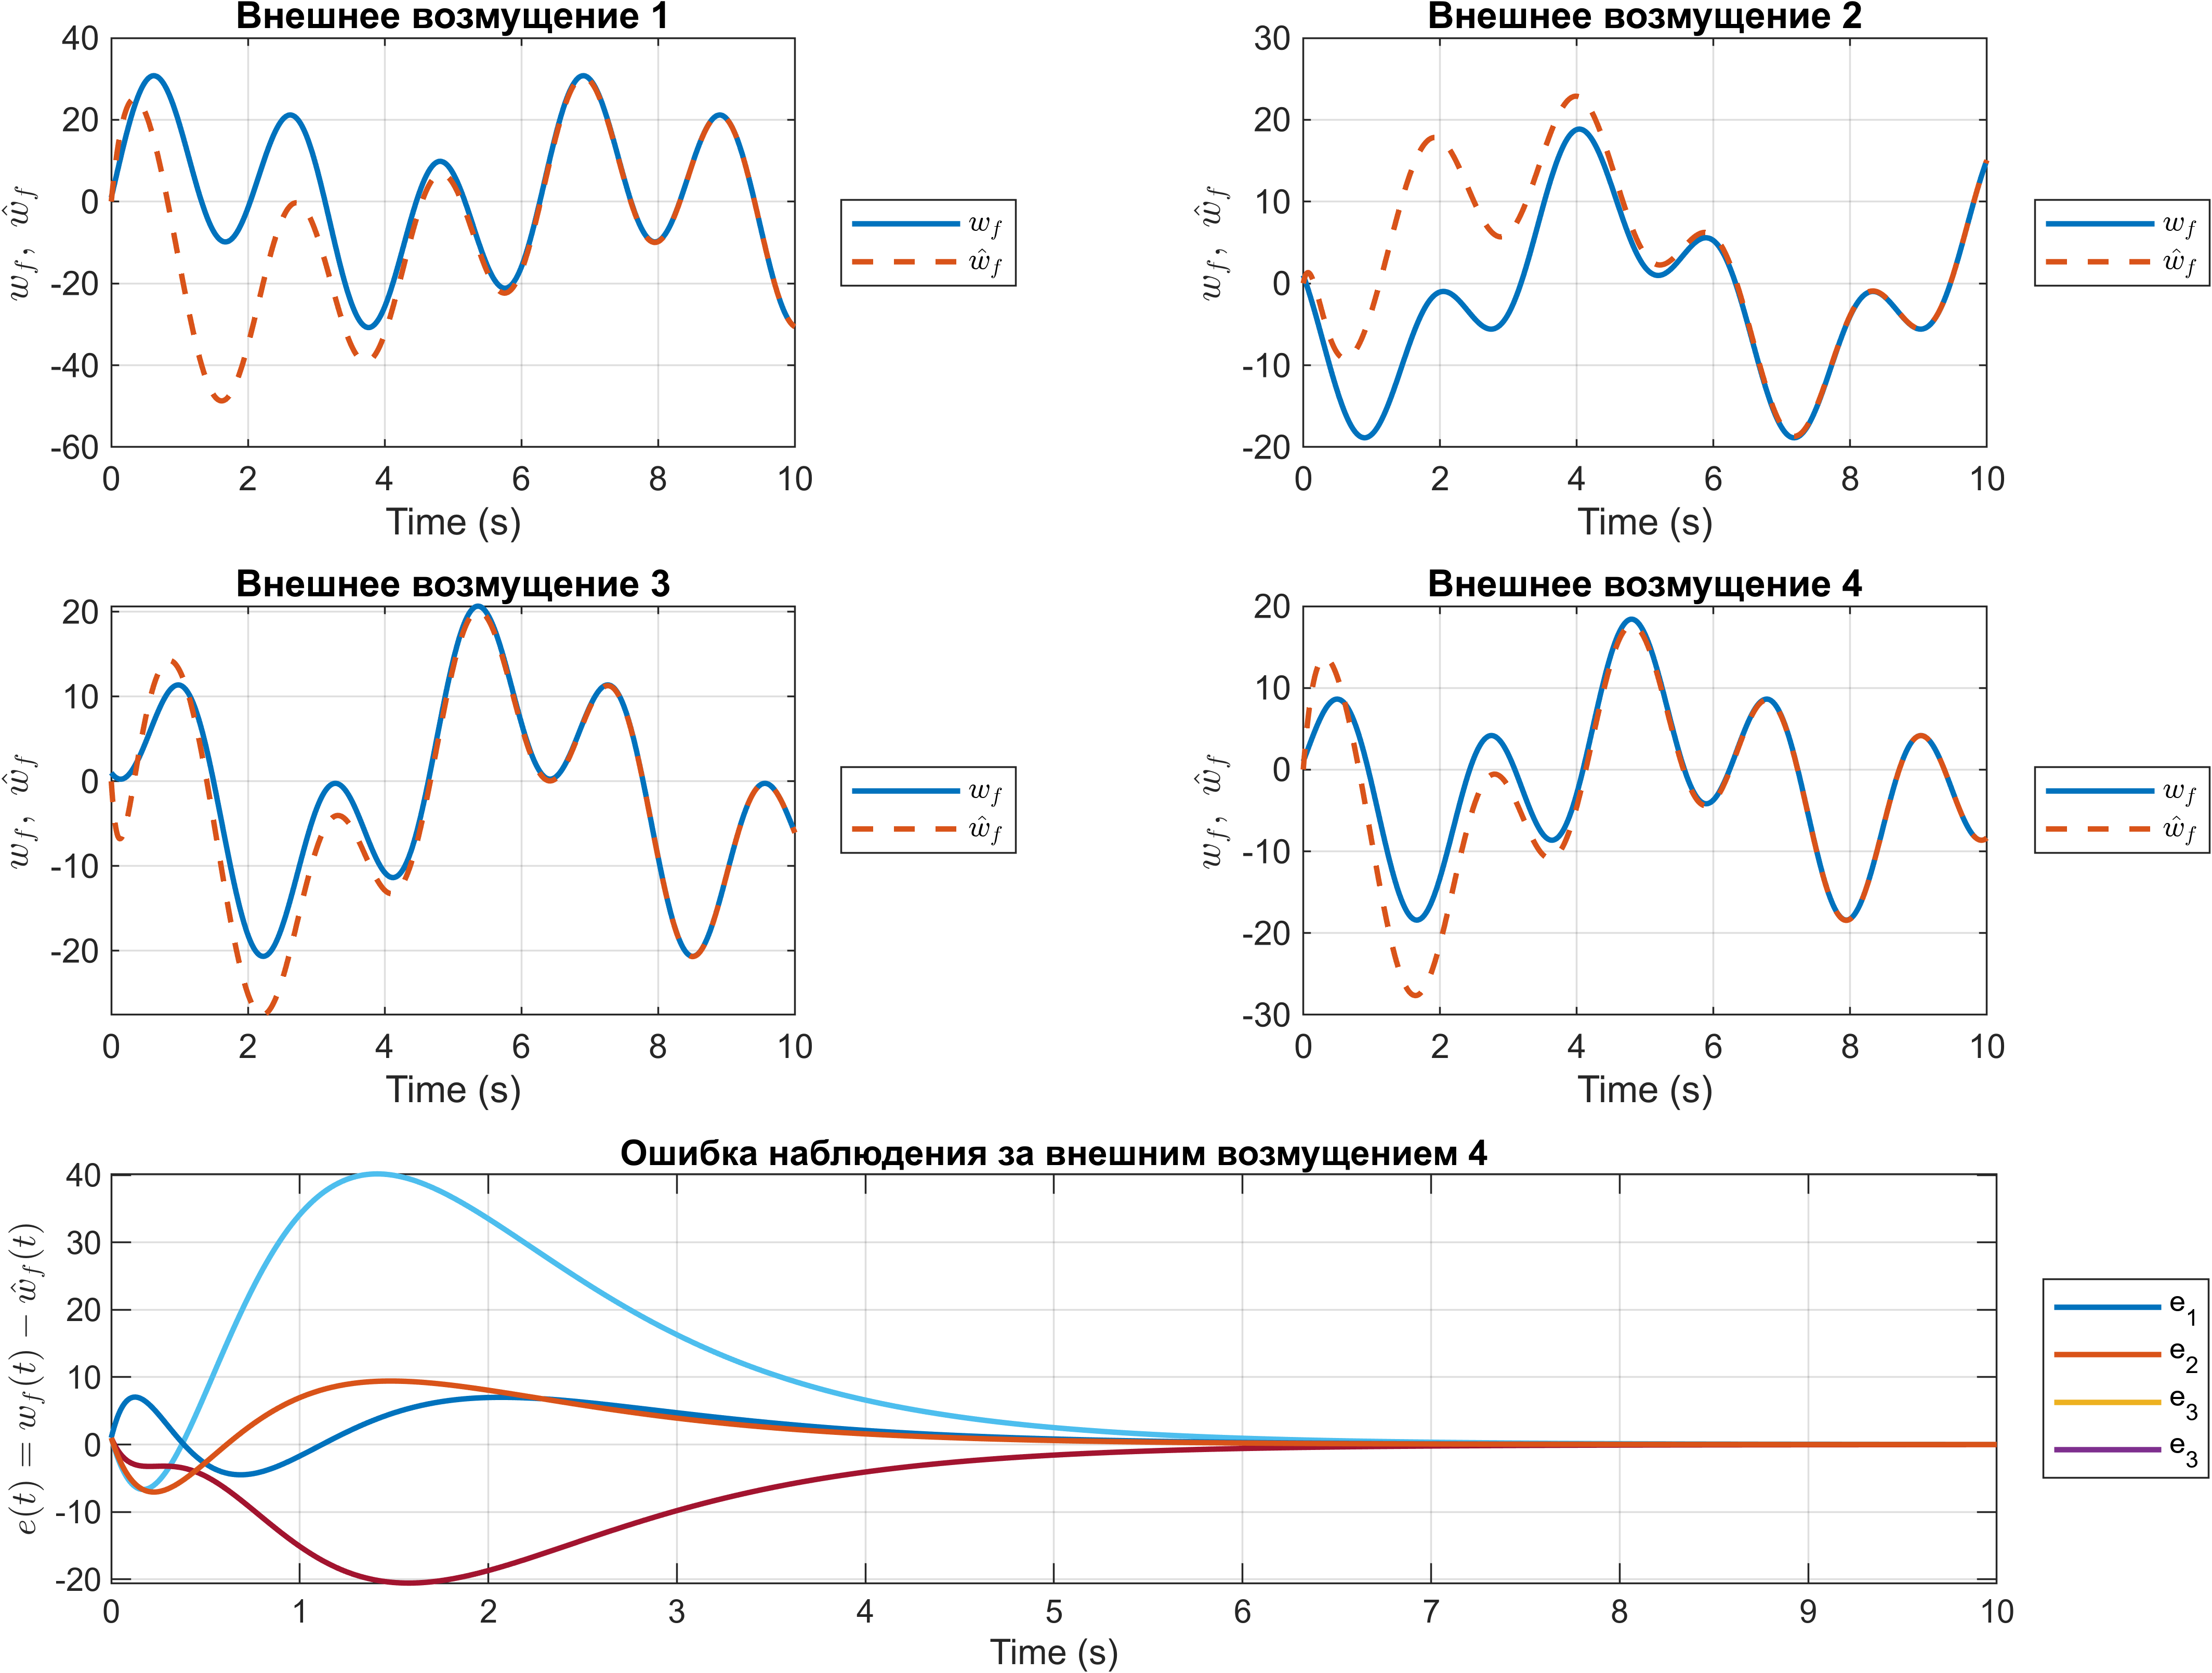 Внешнее возмущение 1
40
20
0
-20
-40
-60
0 2 4 6 8 10
Time (s)
w_f, ŵ_f
w_f
ŵ_f
Внешнее возмущение 2
30
20
10
0
-10
-20
0 2 4 6 8 10
Time (s)
w_f, ŵ_f
w_f
ŵ_f
Внешнее возмущение 3
20
10
0
-10
-20
0 2 4 6 8 10
Time (s)
w_f, ŵ_f
w_f
ŵ_f
Внешнее возмущение 4
20
10
0
-10
-20
-30
0 2 4 6 8 10
Time (s)
w_f, ŵ_f
w_f
ŵ_f
Ошибка наблюдения за внешним возмущением 4
40
30
20
10
0
-10
-20
0 1 2 3 4 5 6 7 8 9 10
Time (s)
e(t) = w_f(t) − ŵ_f(t)
e_1
e_2
e_3
e_3